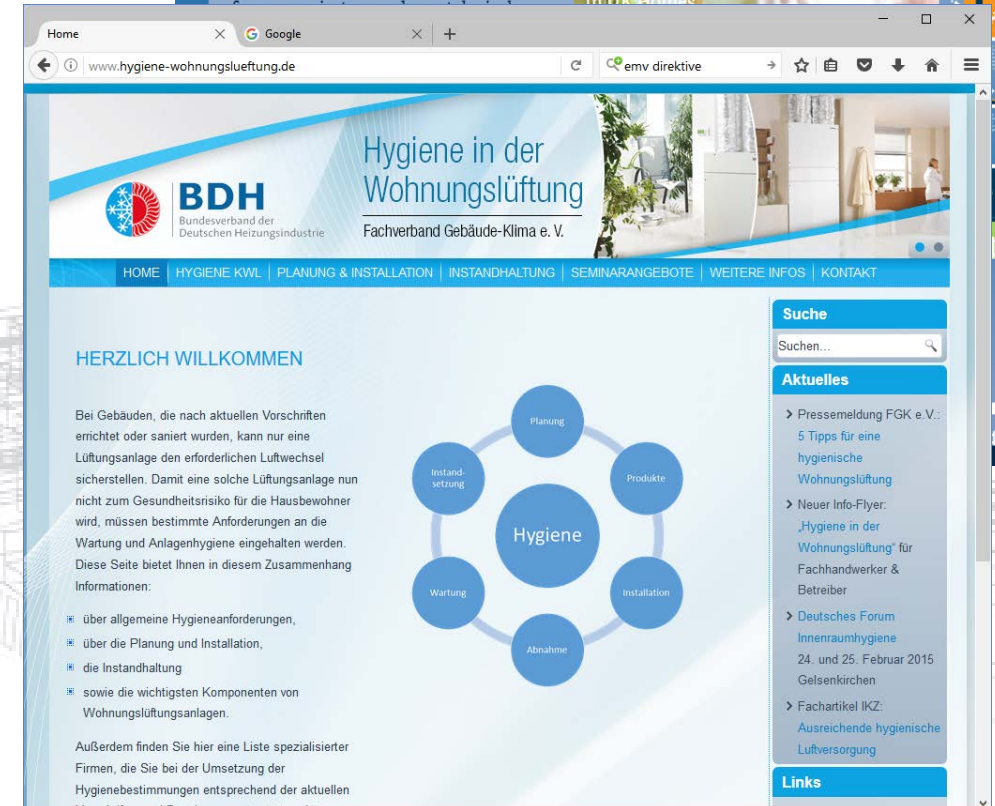 Home
Google
www.hygiene-wohnungslueftung.de
emv direktive
BDH
Bundesverband der
Deutschen Heizungsindustrie
Hygiene in der
Wohnungslüftung
Fachverband Gebäude-Klima e. V.
HOME
HYGIENE KWL
PLANUNG & INSTALLATION
INSTANDHALTUNG
SEMINARANGEBOTE
WEITERE INFOS
KONTAKT
HERZLICH WILLKOMMEN
Bei Gebäuden, die nach aktuellen Vorschriften
errichtet oder saniert wurden, kann nur eine
Lüftungsanlage den erforderlichen Luftwechsel
sicherstellen. Damit eine solche Lüftungsanlage nun
nicht zum Gesundheitsrisiko für die Hausbewohner
wird, müssen bestimmte Anforderungen an die
Wartung und Anlagenhygiene eingehalten werden.
Diese Seite bietet Ihnen in diesem Zusammenhang
Informationen:
über allgemeine Hygieneanforderungen,
über die Planung und Installation,
die Instandhaltung
sowie die wichtigsten Komponenten von
Wohnungslüftungsanlagen.
Außerdem finden Sie hier eine Liste spezialisierter
Firmen, die Sie bei der Umsetzung der
Hygienebestimmungen entsprechend der aktuellen
Planung
Produkte
Installation
Abnahme
Wartung
Instand-
setzung
Hygiene
Suche
Suchen...
Aktuelles
Pressemeldung FGK e.V.:
5 Tipps für eine
hygienische
Wohnungslüftung
Neuer Info-Flyer:
„Hygiene in der
Wohnungslüftung“ für
Fachhandwerker &
Betreiber
Deutsches Forum
Innenraumhygiene
24. und 25. Februar 2015
Gelsenkirchen
Fachartikel IKZ:
Ausreichende hygienische
Luftversorgung
Links